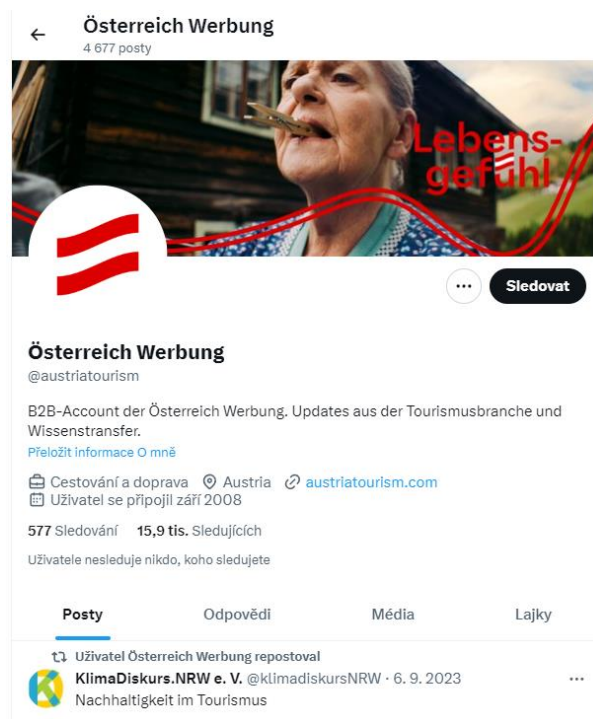 Österreich Werbung
4 677 posty
Lebens-
gefühl
Sledovat
Österreich Werbung
@austriatourism
B2B-Account der Österreich Werbung. Updates aus der Tourismusbranche und
Wissenstransfer.
Přeložit informace O mně
Cestování a doprava Austria austriatourism.com
Uživatel se připojil září 2008
577 Sledování 15,9 tis. Sledujících
Uživatele nesleduje nikdo, koho sledujete
Posty Odpovědi Média Lajky
Uživatel Österreich Werbung repostoval
KlimaDiskurs.NRW e. V. @klimadiskursNRW · 6. 9. 2023
Nachhaltigkeit im Tourismus